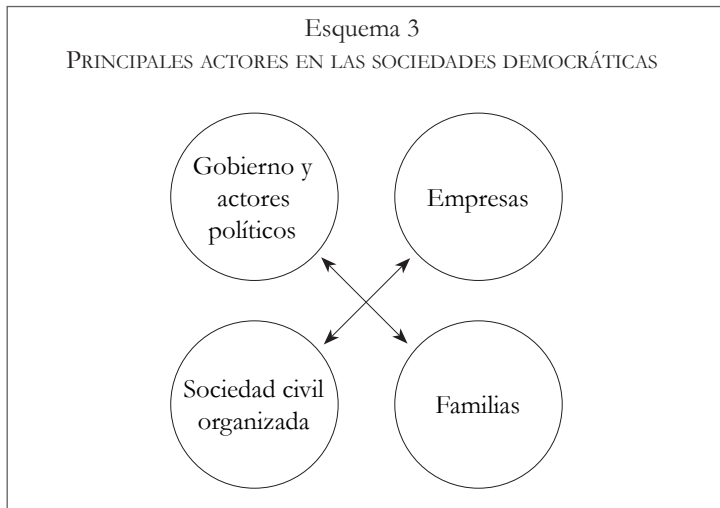 Esquema 3
PRINCIPALES ACTORES EN LAS SOCIEDADES DEMOCRÁTICAS
Gobierno y
actores
políticos
Empresas
Sociedad civil
organizada
Familias